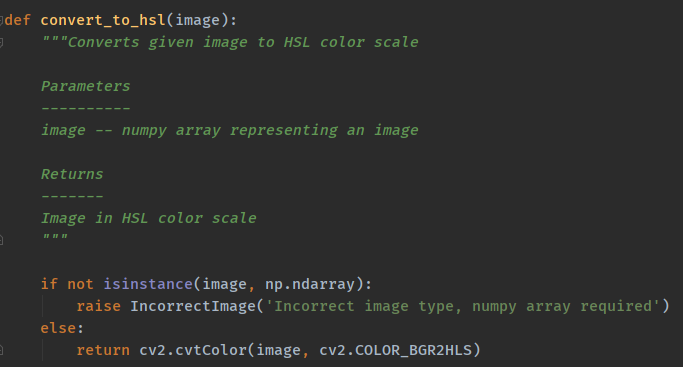 def convert_to_hsl(image):
    """Converts given image to HSL color scale

    Parameters
    ----------
    image -- numpy array representing an image

    Returns
    -------
    Image in HSL color scale
    """

    if not isinstance(image, np.ndarray):
        raise IncorrectImage('Incorrect image type, numpy array required')
    else:
        return cv2.cvtColor(image, cv2.COLOR_BGR2HLS)